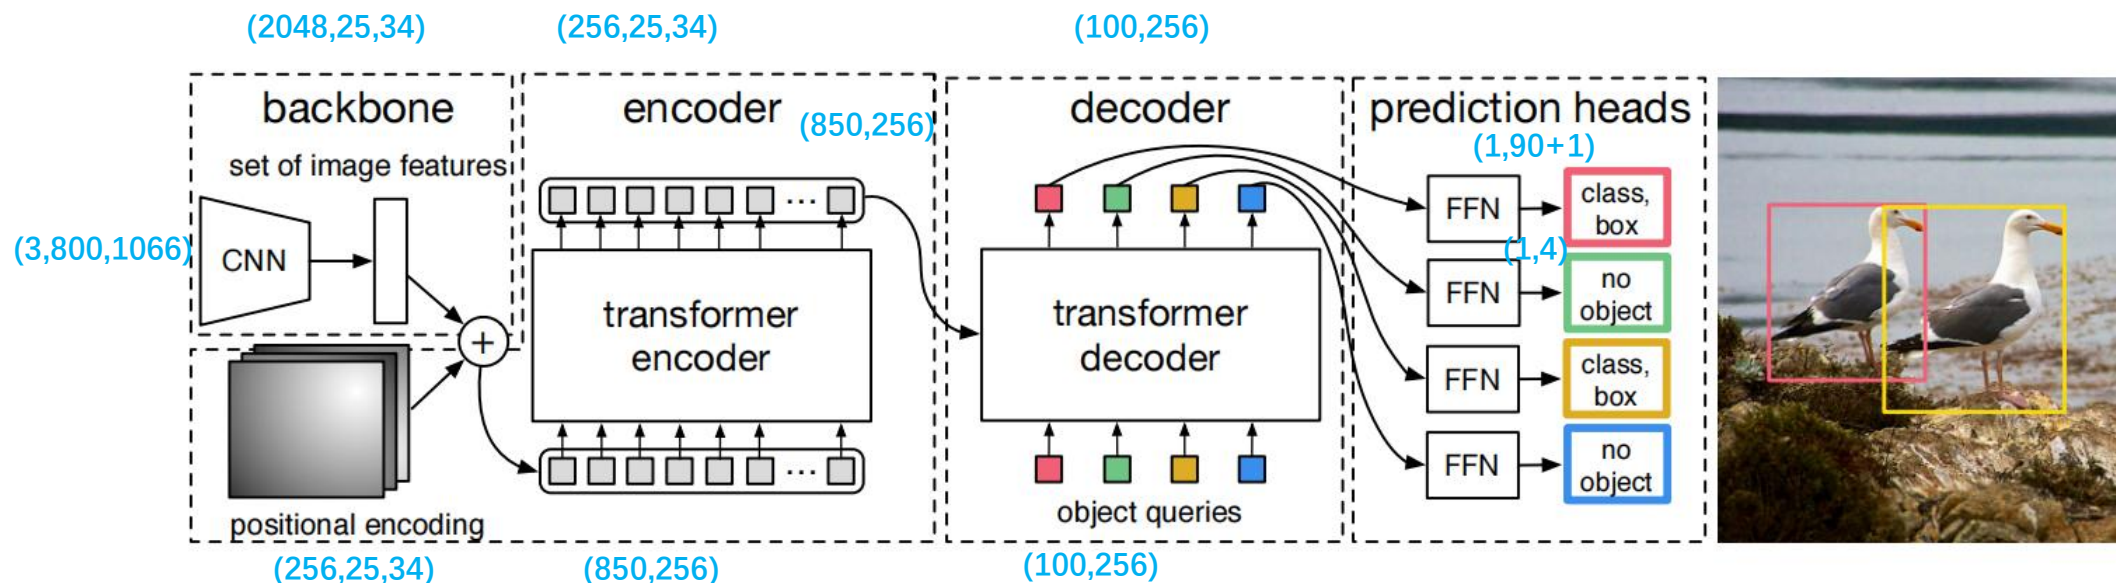 (2048,25,34)
(256,25,34)
(100,256)
backbone
encoder
decoder
prediction heads
(850,256)
(1,90+1)
set of image features
...
FFN
class,
box
(3,800,1066)
CNN
(1,4)
FFN
no
object
transformer
encoder
transformer
decoder
+
FFN
class,
box
FFN
no
object
...
object queries
positional encoding
(256,25,34)
(850,256)
(100,256)